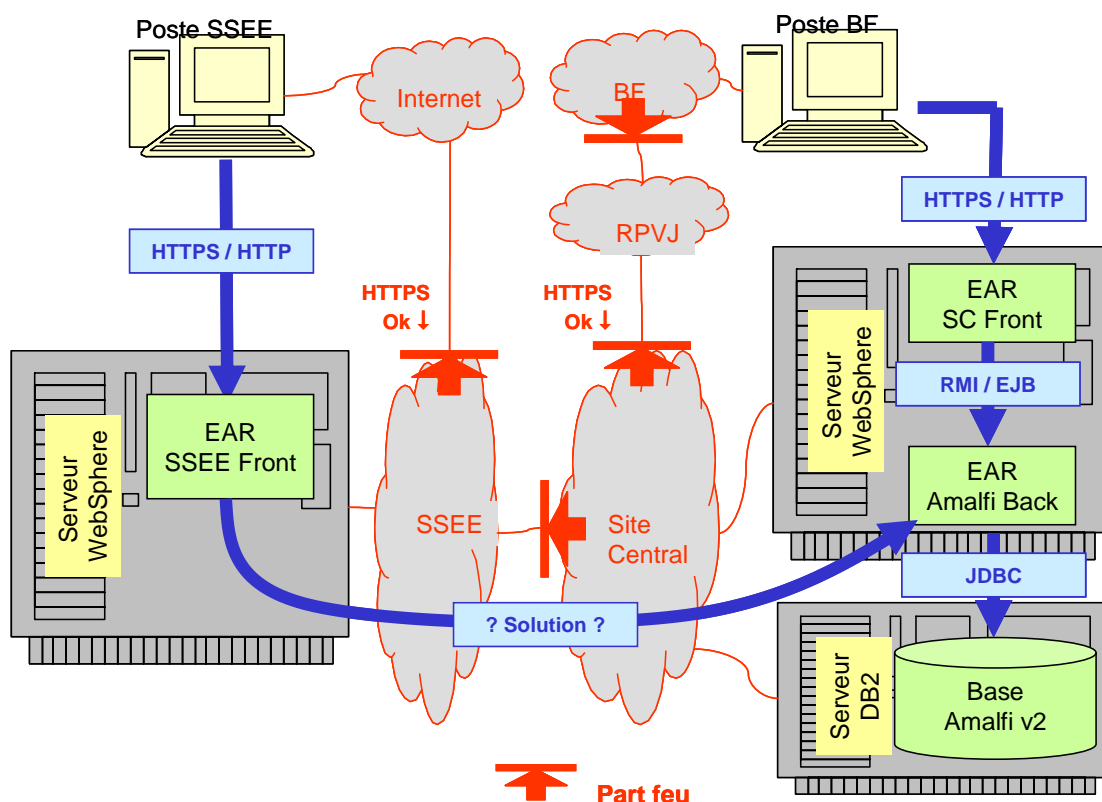 Poste SSEE
Poste BF
Internet
BF
HTTPS / HTTP
RPVJ
HTTPS / HTTP
HTTPS
Ok ↓
HTTPS
Ok ↓
EAR
SC Front
RMI / EJB
Serveur
WebSphere
EAR
SSEE Front
Serveur
WebSphere
EAR
Amalfi Back
SSEE
Site
Central
JDBC
? Solution ?
Serveur
DB2
Base
Amalfi v2
Part feu